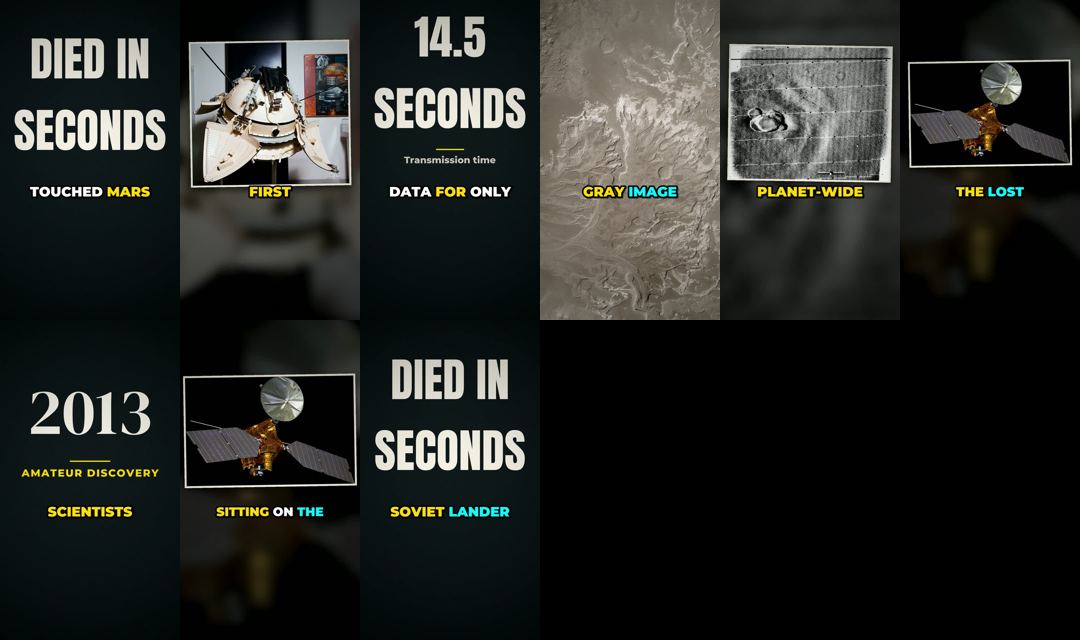 DIED IN
SECONDS
TOUCHED MARS
FIRST
14.5
SECONDS
Transmission time
DATA FOR ONLY
GRAY IMAGE
PLANET-WIDE
THE LOST
2013
AMATEUR DISCOVERY
SCIENTISTS
SITTING ON THE
DIED IN
SECONDS
SOVIET LANDER